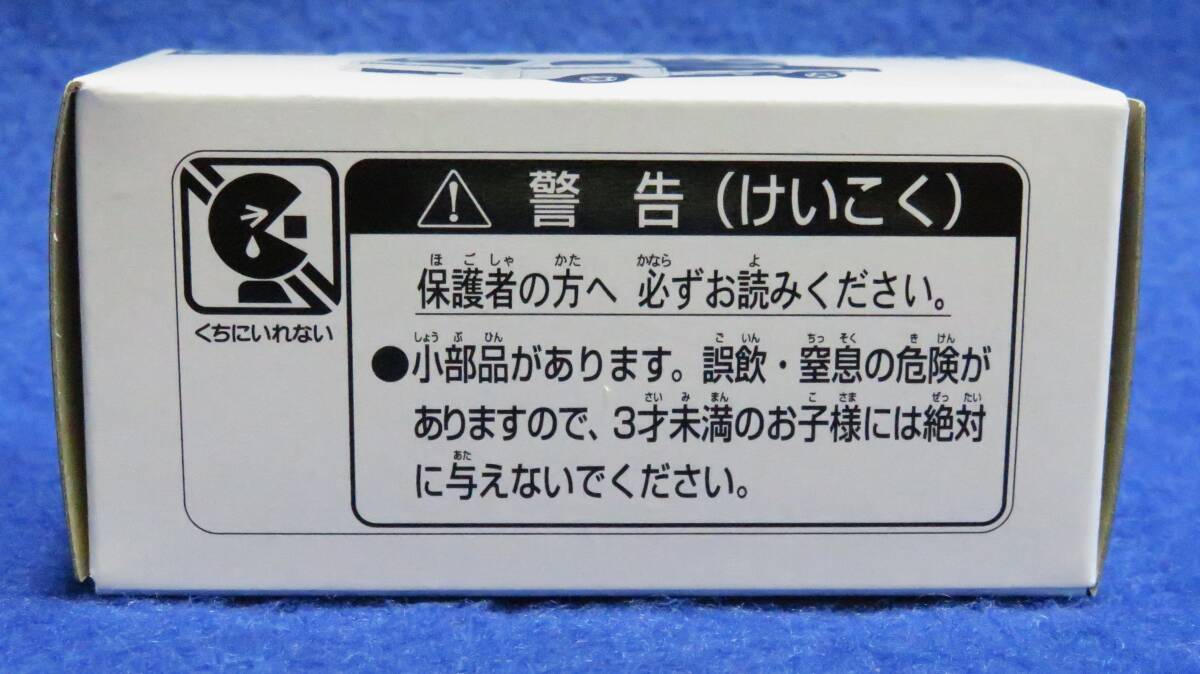 警告(けいこく)
くちにいれない
ほごしゃ かた かなら よ
保護者の方へ 必ずお読みください。
しょうぶひん ごいん ちっそく きけん
●小部品があります。誤飲・窒息の危険が
さい みまん こさま ぜったい
ありますので、3才未満のお子様には絶対
あた
に与えないでください。